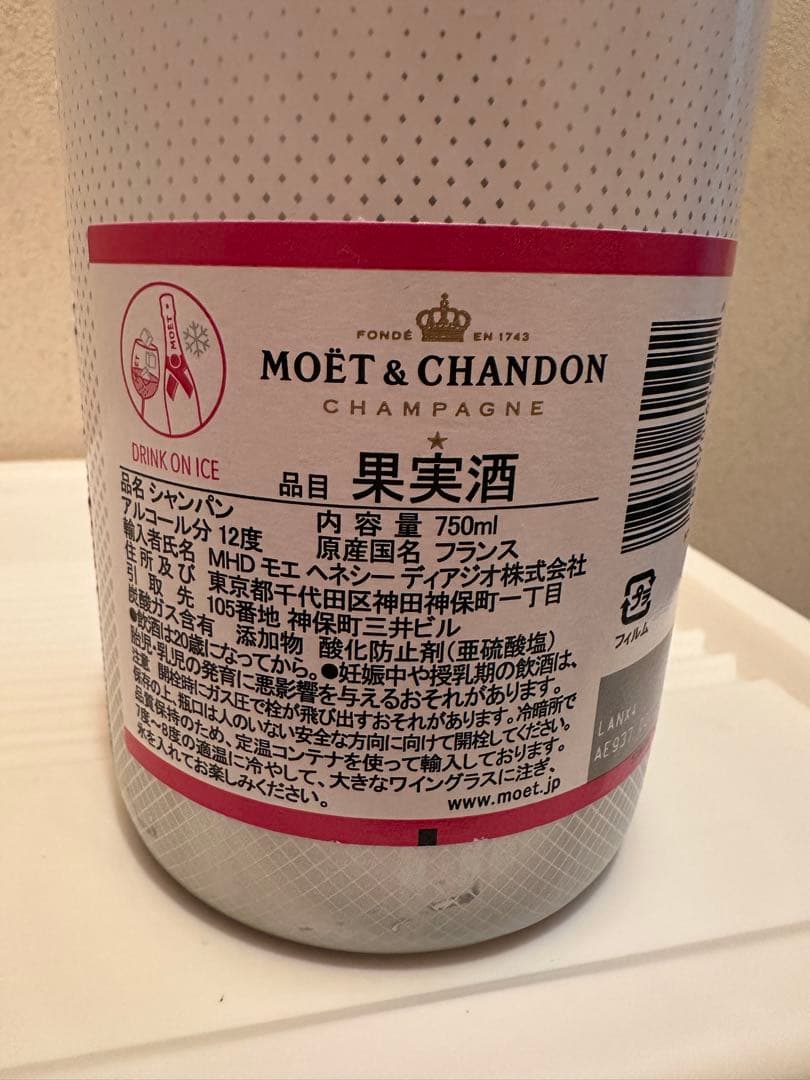 MOËT
DRINK ON ICE
FONDÉ EN 1743
MOËT & CHANDON
CHAMPAGNE
品目 果実酒
品名 シャンパン
アルコール分 12度 内容量 750ml
原産国名 フランス
輸入者氏名 MHD モエ ヘネシー ディアジオ株式会社
住所及び 東京都千代田区神田神保町一丁目
引取先 105番地 神保町三井ビル
炭酸ガス含有 添加物 酸化防止剤(亜硫酸塩)
●飲酒は20歳になってから。●妊娠中や授乳期の飲酒は、
胎児・乳児の発育に悪影響を与えるおそれがあります。
注意 開栓時にガス圧で栓が飛び出すおそれがあります。冷暗所で
保存の上、瓶口は人のいない安全な方向に向けて開栓してください。
品質保持のため、定温コンテナを使って輸入しております。
7度〜8度の適温に冷やして、大きなワイングラスに注ぎ、
氷を入れてお楽しみください。
www.moet.jp
プラ
フィルム
LANX4
AE937